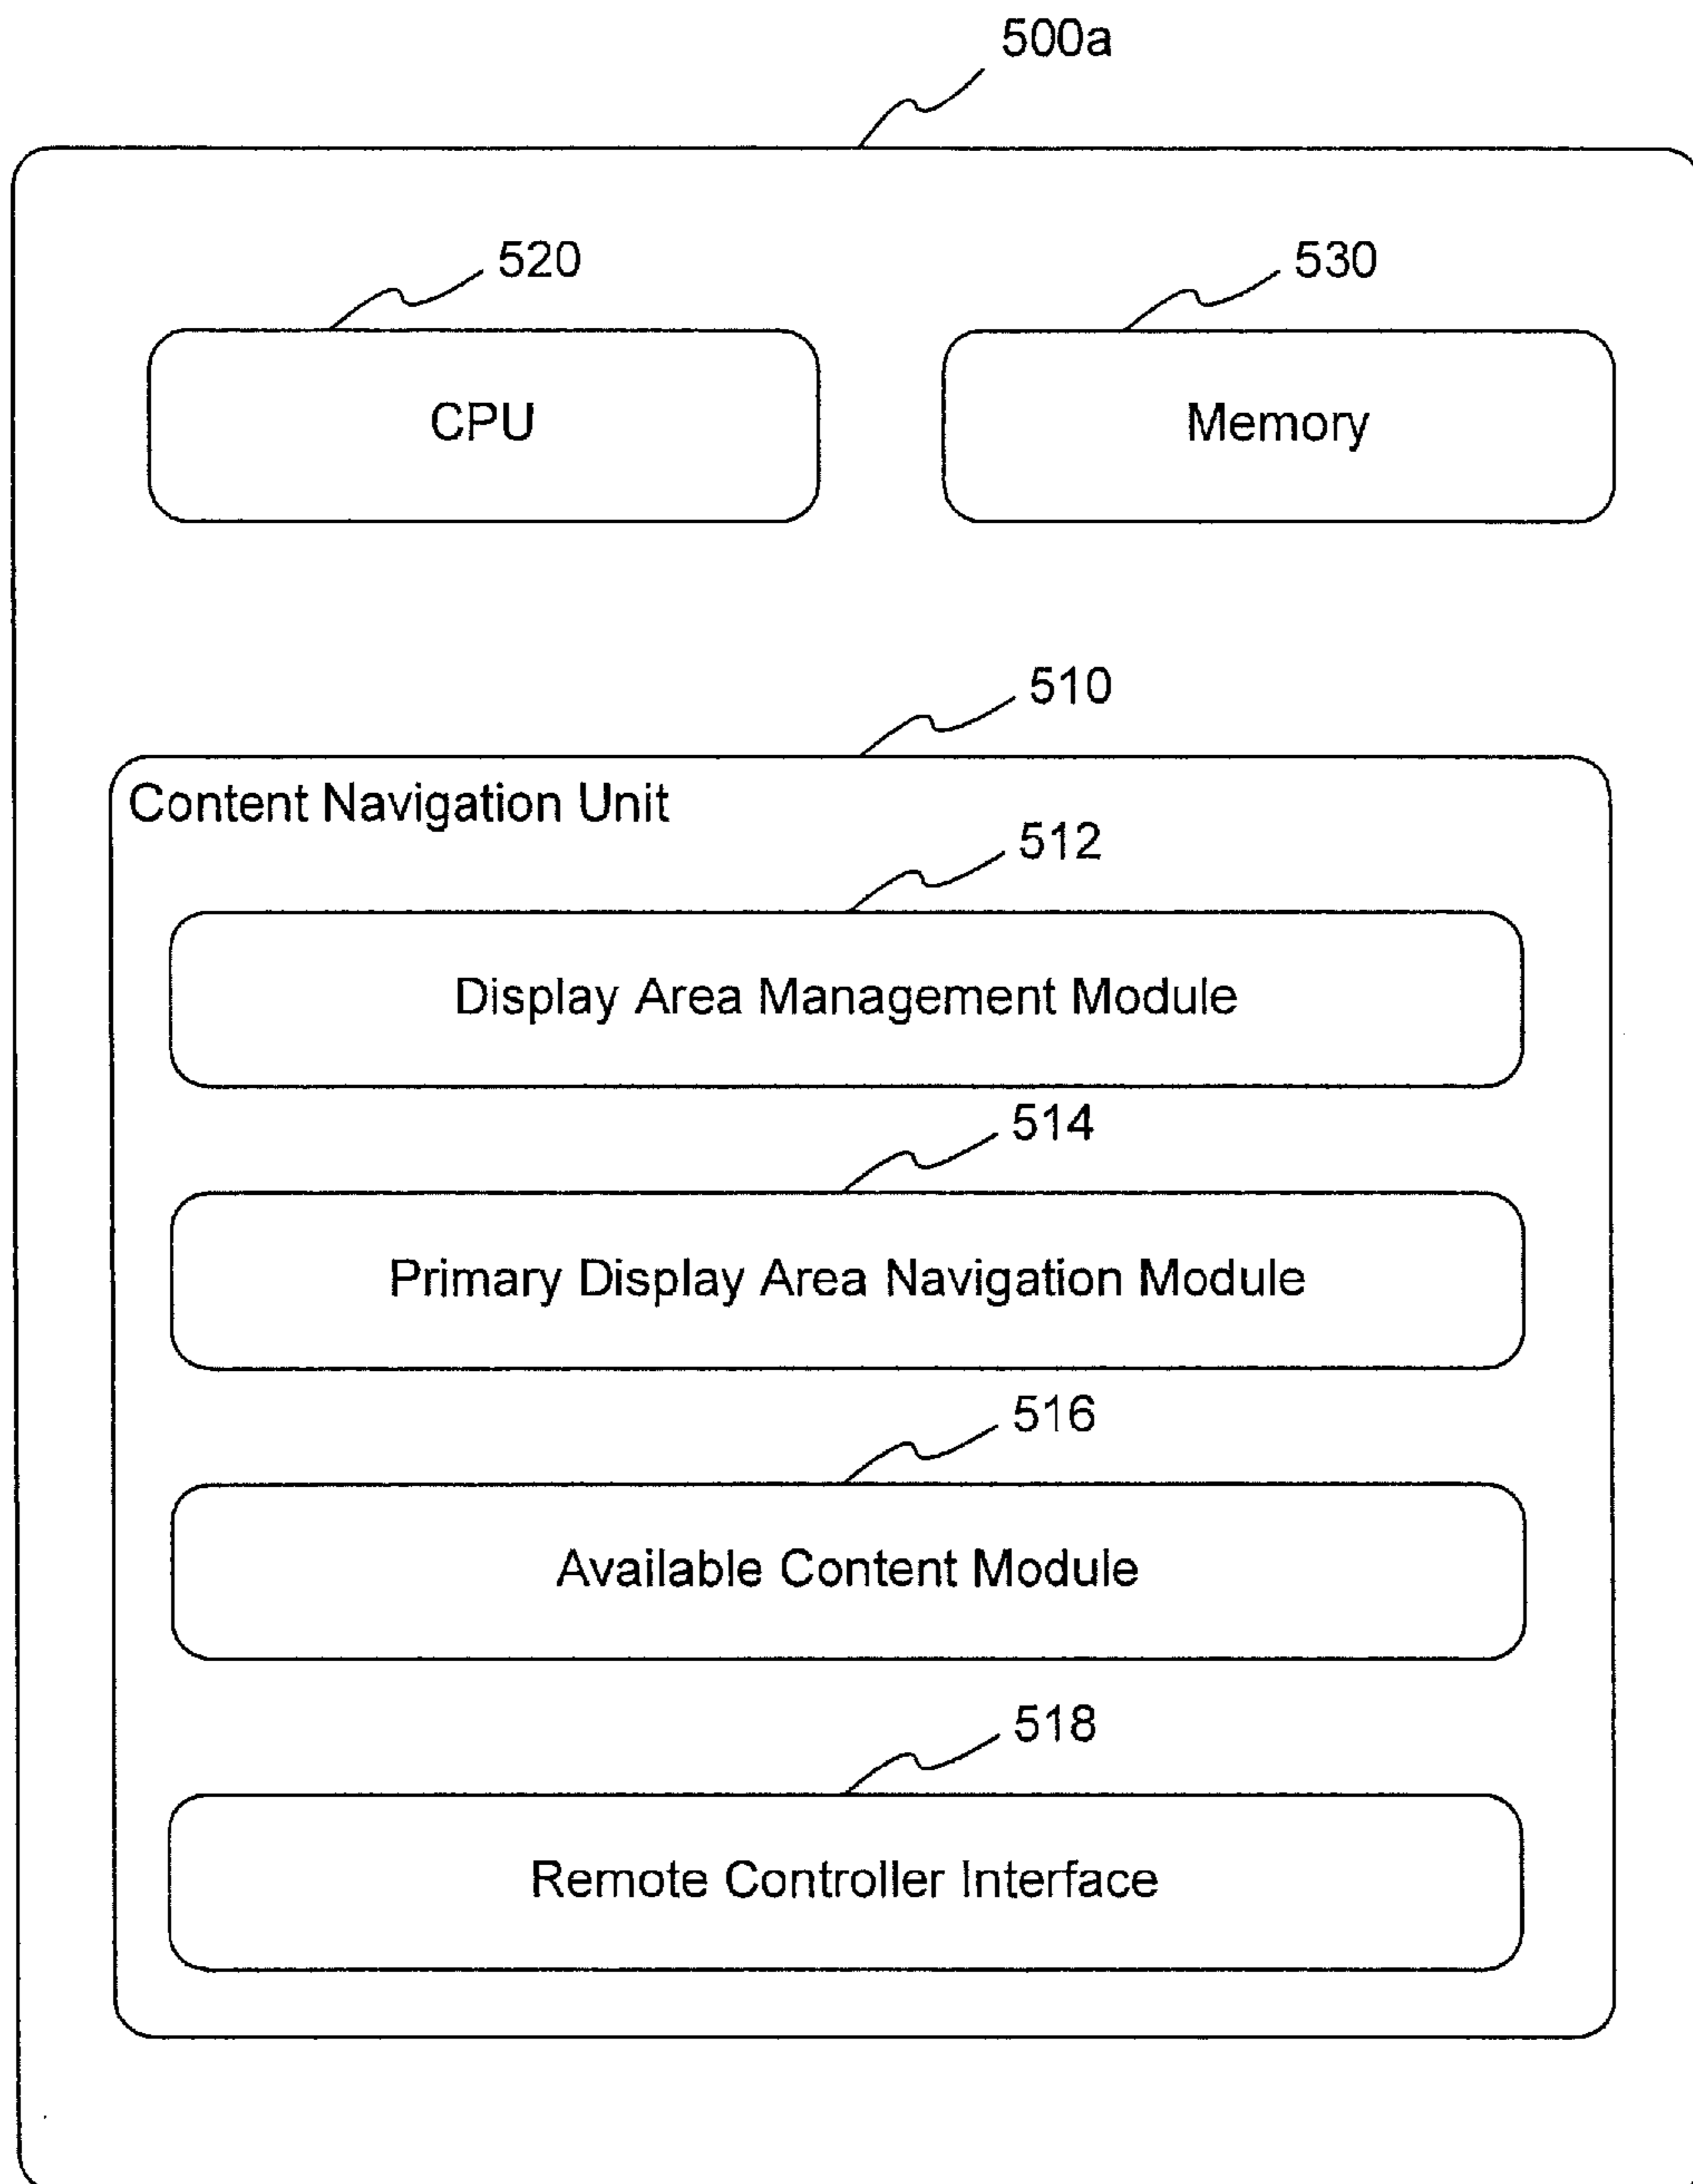 500a
520
530
CPU
Memory
510
Content Navigation Unit
512
Display Area Management Module
514
Primary Display Area Navigation Module
516
Available Content Module
518
Remote Controller Interface